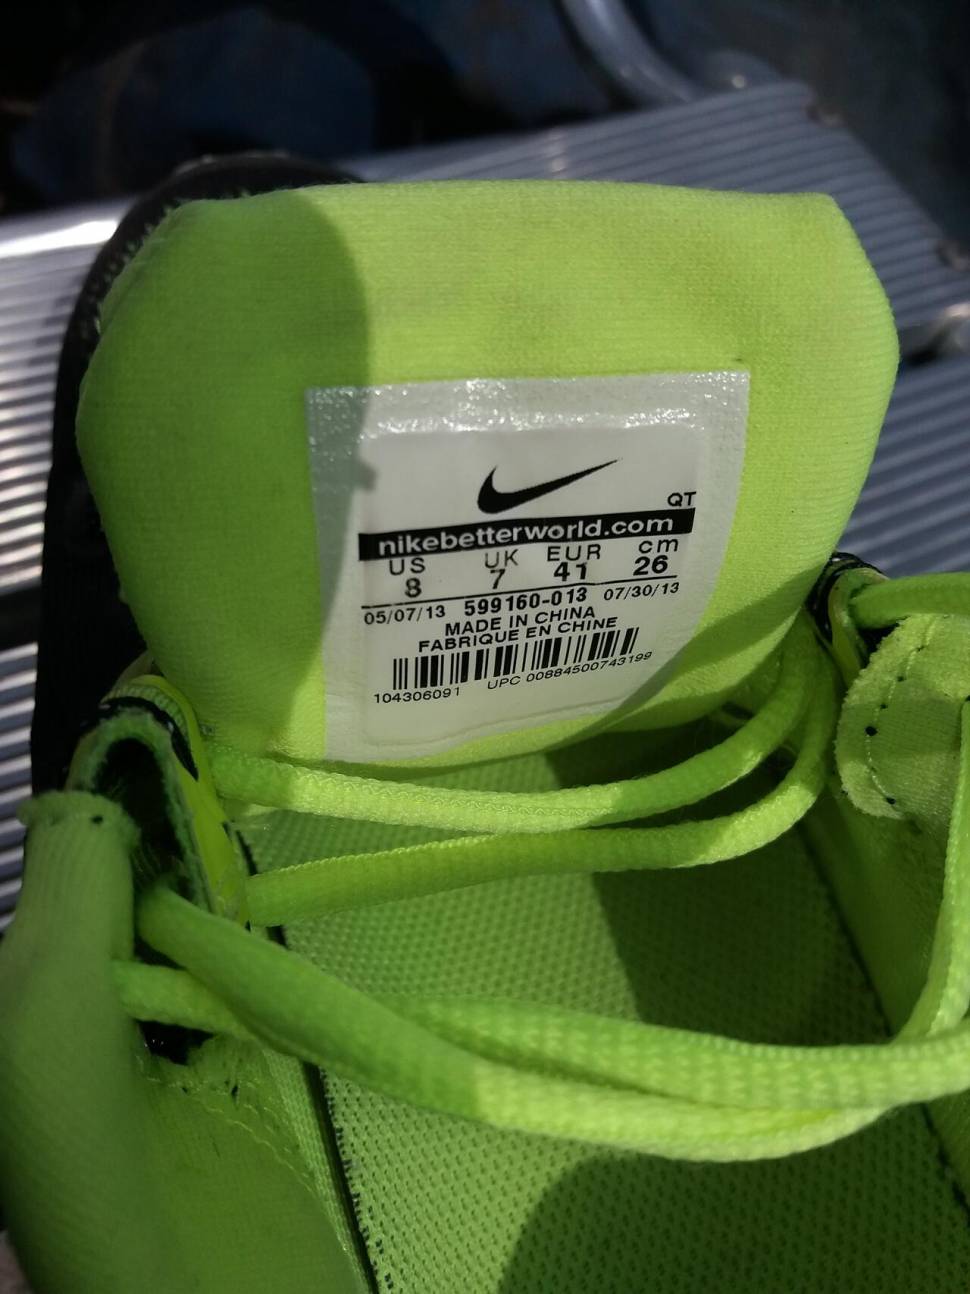 QT
nikebetterworld.com
US UK EUR cm
8 7 41 26
05/07/13 599160-013 07/30/13
MADE IN CHINA
FABRIQUE EN CHINE
104306091 UPC 00884500743199